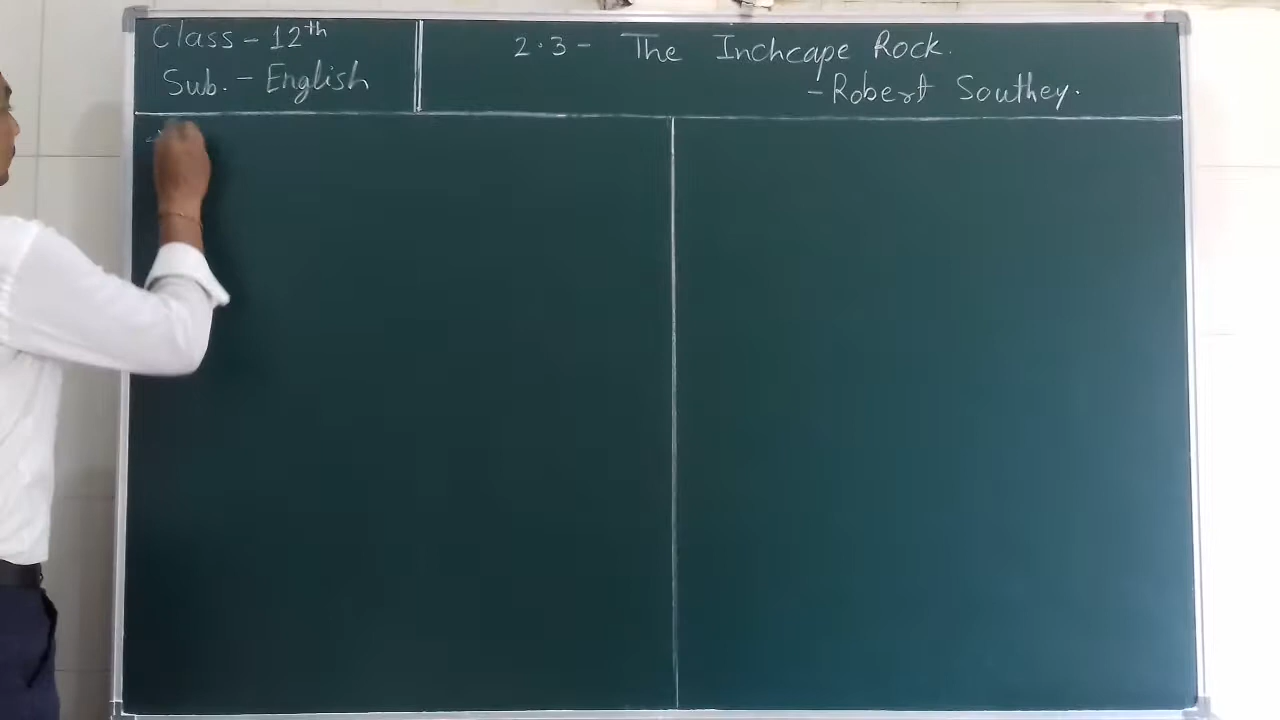 Class - 12th
Sub. - English
2.3 - The Inchcape Rock.
- Robert Southey.